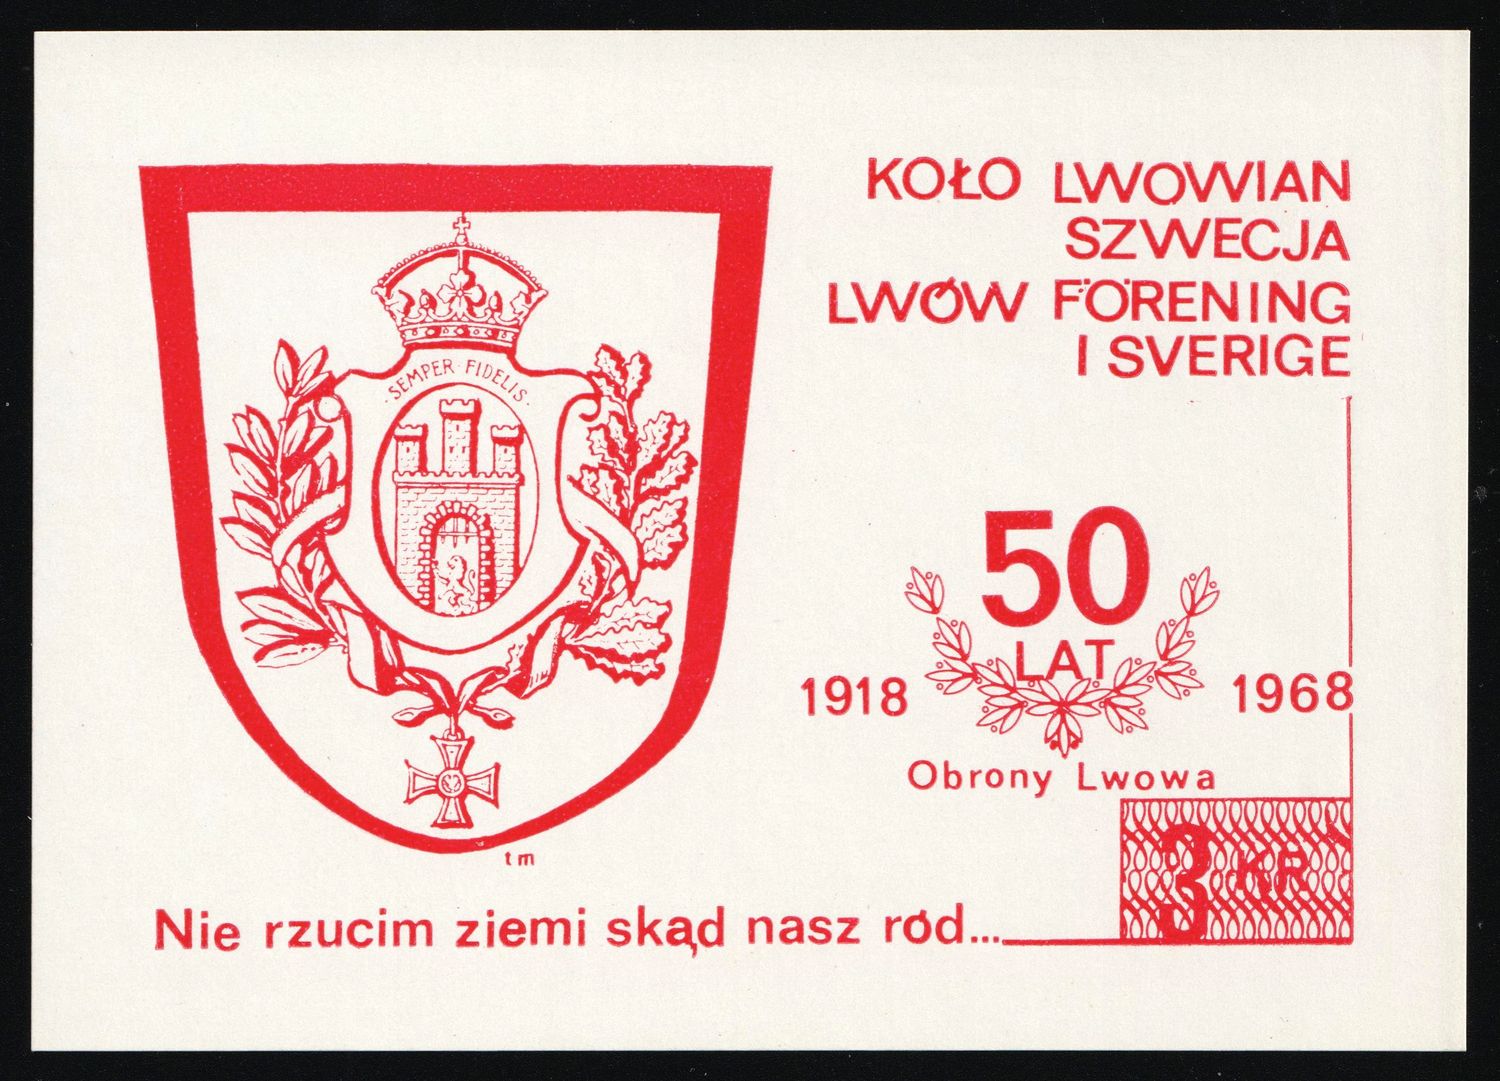 KOŁO LWOWIAN
SZWECJA
LWÓW FÖRENING
I SVERIGE
·SEMPER·FIDELIS·
50
LAT
1918 1968
Obrony Lwowa
3 KR
tm
Nie rzucim ziemi skąd nasz ród...